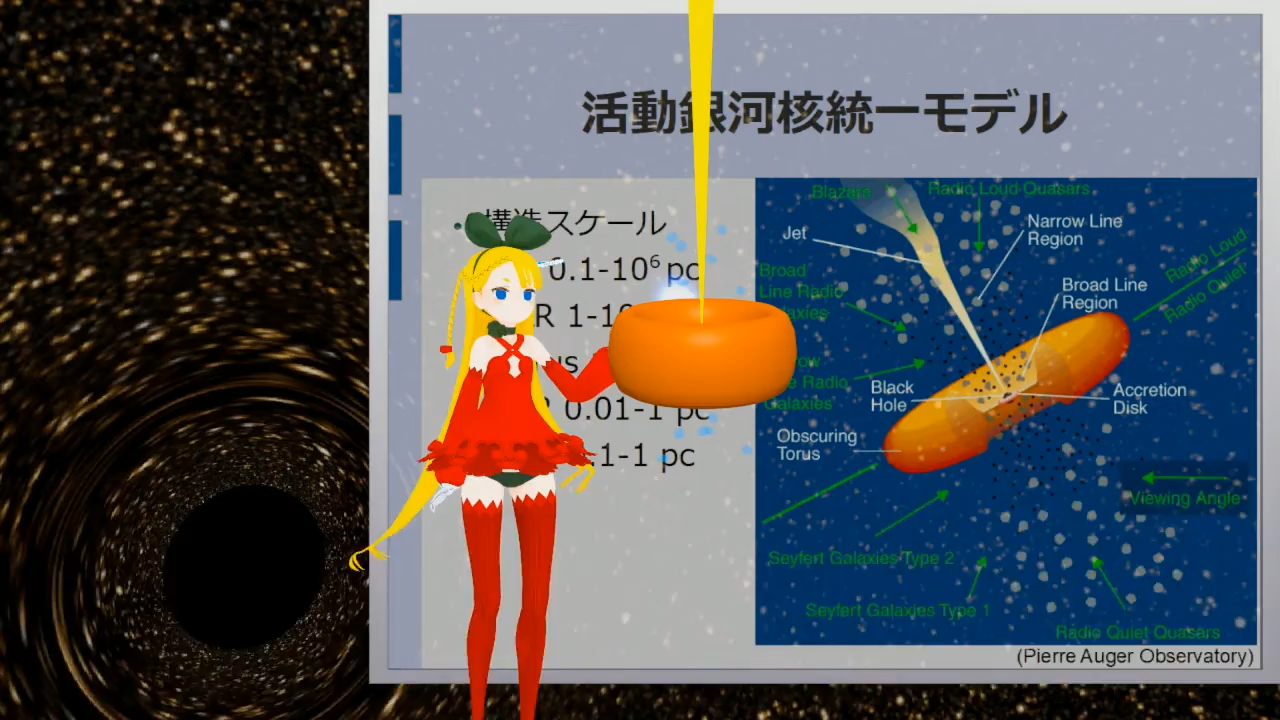 活動銀河核統一モデル
構造スケール
0.1-10⁶ pc
R 1-10
0.01-1 pc
.1-1 pc
Blazars
Radio Loud Quasars
Jet
Narrow Line
Region
Broad
Line Radio
Broad Line
Region
Radio Loud
Radio Quiet
Radio
Galaxies
Black
Hole
Accretion
Disk
Obscuring
Torus
Viewing Angle
Seyfert Galaxies Type 2
Seyfert Galaxies Type 1
Radio Quiet Quasars
(Pierre Auger Observatory)